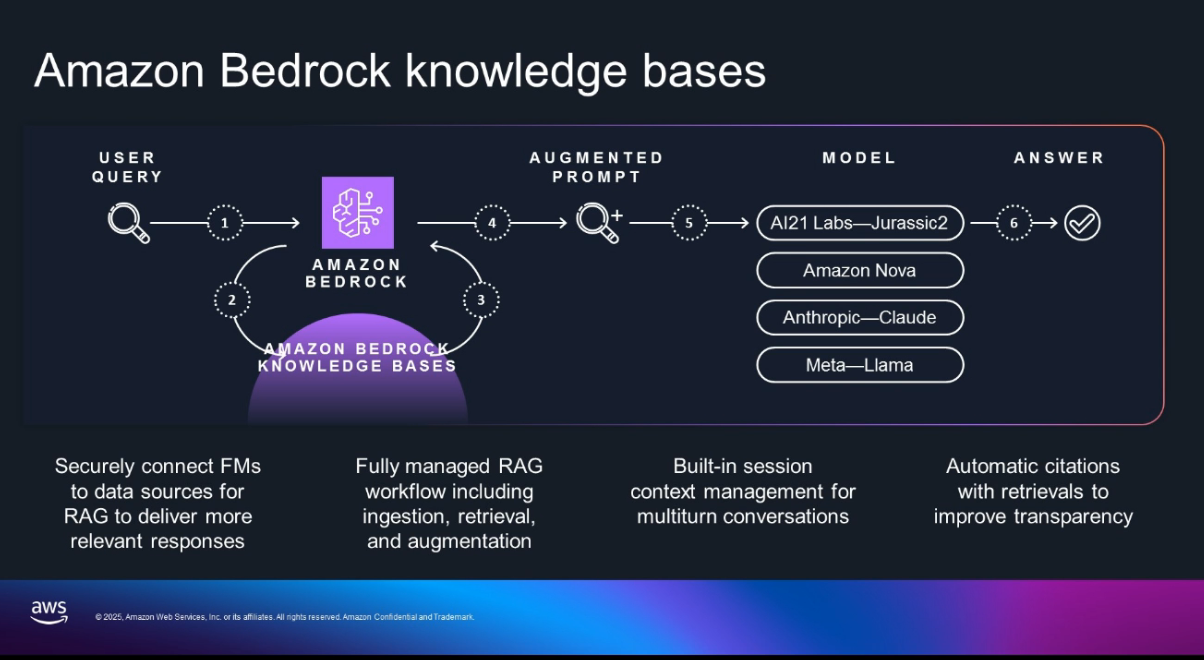 Amazon Bedrock knowledge bases
USER
QUERY
1
AMAZON
BEDROCK
2
3
AMAZON BEDROCK
KNOWLEDGE BASES
4
AUGMENTED
PROMPT
5
MODEL
AI21 Labs—Jurassic2
Amazon Nova
Anthropic—Claude
Meta—Llama
6
ANSWER
Securely connect FMs
to data sources for
RAG to deliver more
relevant responses
Fully managed RAG
workflow including
ingestion, retrieval,
and augmentation
Built-in session
context management for
multiturn conversations
Automatic citations
with retrievals to
improve transparency
aws
© 2025, Amazon Web Services, Inc. or its affiliates. All rights reserved. Amazon Confidential and Trademark.